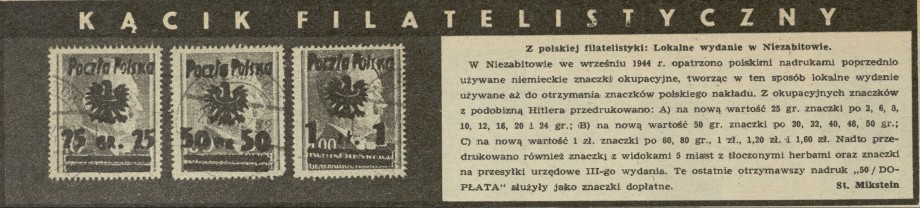 KĄCIK FILATELISTYCZNY
Poczta Polska
25 gr. 25
Poczta Polska
50 gr. 50
Poczta Polska
1 zł. 1
Z polskiej filatelistyki: Lokalne wydanie w Niezabitowie.
W Niezabitowie we wrześniu 1944 r. opatrzono polskimi nadrukami poprzednio
używane niemieckie znaczki okupacyjne, tworząc w ten sposób lokalne wydanie
używane aż do otrzymania znaczków polskiego nakładu. Z okupacyjnych znaczków
z podobizną Hitlera przedrukowano: A) na nową wartość 25 gr. znaczki po 2, 6, 8,
10, 12, 16, 20 i 24 gr.; (B) na nową wartość 50 gr. znaczki po 30, 32, 40, 48, 50 gr.;
C) na nową wartość 1 zł. znaczki po 60, 80 gr., 1 zł., 1,20 zł. i 1,60 zł. Nadto prze-
drukowano również znaczki z widokami 5 miast z tłoczonymi herbami oraz znaczki
na przesyłki urzędowe III-go wydania. Te ostatnie otrzymawszy nadruk „50 / DO-
PŁATA" służyły jako znaczki dopłatne. St. Mikstein